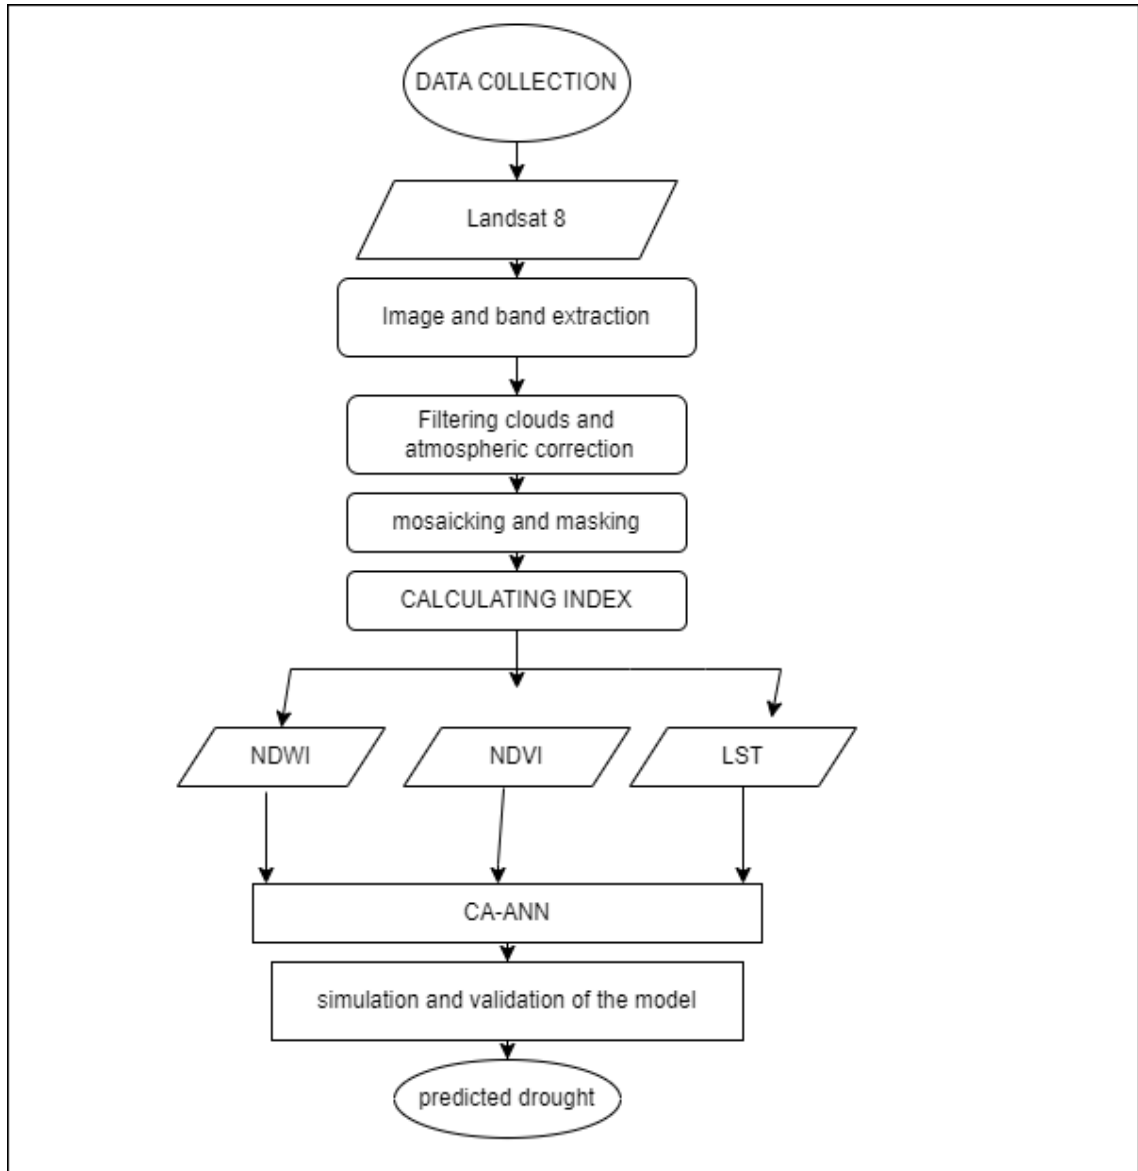 DATA C0LLECTION
Landsat 8
Image and band extraction
Filtering clouds and
atmospheric correction
mosaicking and masking
CALCULATING INDEX
NDWI
NDVI
LST
CA-ANN
simulation and validation of the model
predicted drought